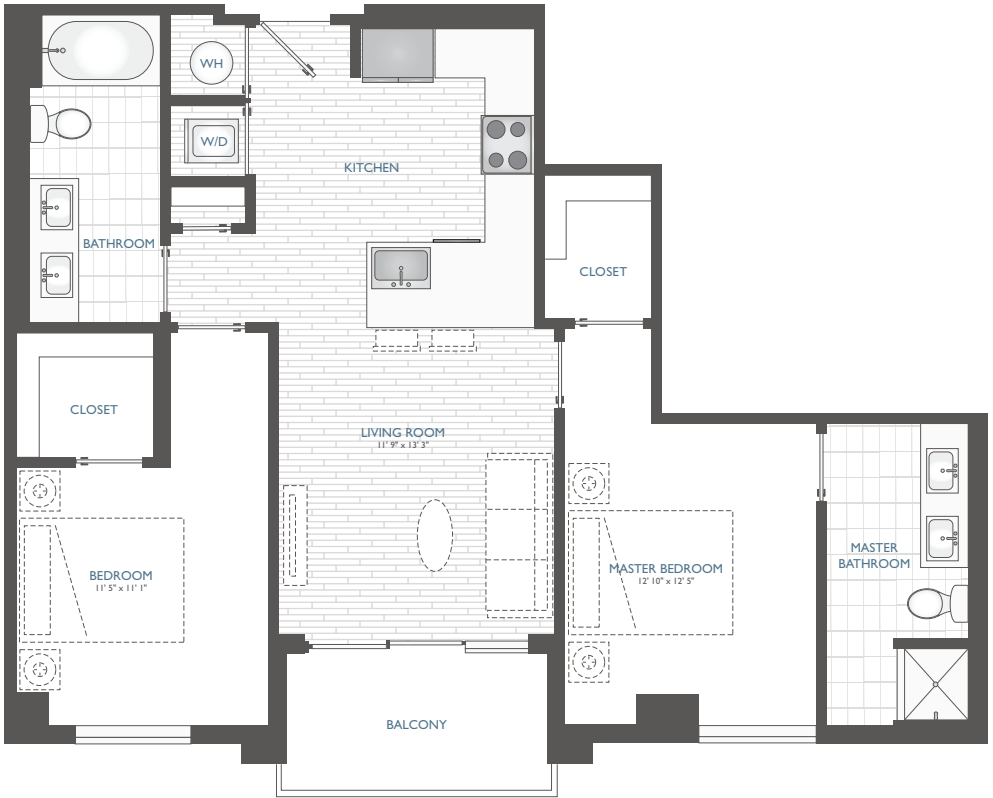 WH
W/D
KITCHEN
BATHROOM
CLOSET
CLOSET
LIVING ROOM
11' 9" x 13' 3"
BEDROOM
11' 5" x 11' 1"
MASTER BEDROOM
12' 10" x 12' 5"
MASTER
BATHROOM
BALCONY